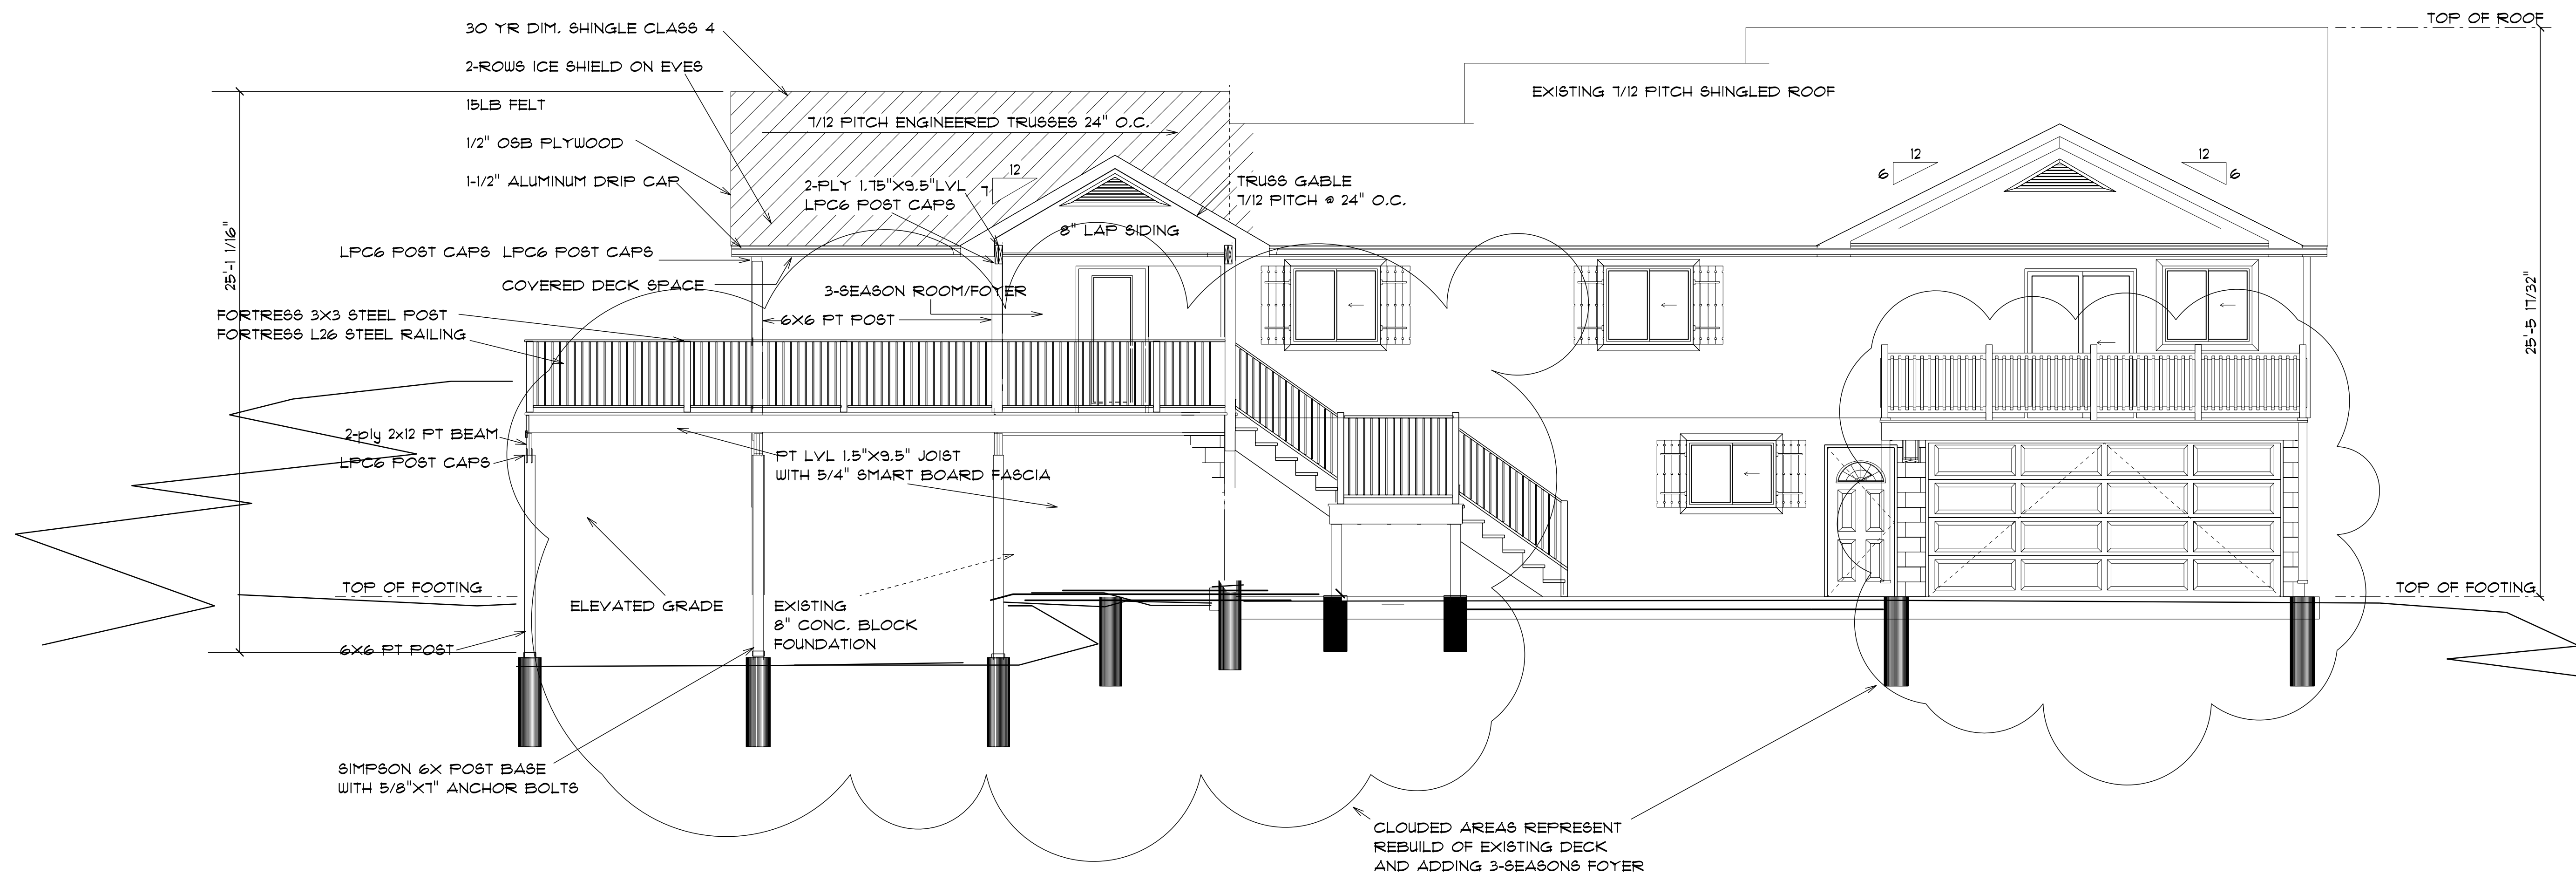 TOP OF ROOF
30 YR DIM. SHINGLE CLASS 4
2-ROWS ICE SHIELD ON EVES
EXISTING 7/12 PITCH SHINGLED ROOF
15LB FELT
7/12 PITCH ENGINEERED TRUSSES 24" O.C.
1/2" OSB PLYWOOD
12
12
12
1-1/2" ALUMINUM DRIP CAP
2-PLY 1.75"X9.5"LVL
LPC6 POST CAPS
7
TRUSS GABLE
7/12 PITCH @ 24" O.C.
6
6
8" LAP SIDING
25'-1 1/16"
LPC6 POST CAPS LPC6 POST CAPS
COVERED DECK SPACE
3-SEASON ROOM/FOYER
FORTRESS 3X3 STEEL POST
FORTRESS L26 STEEL RAILING
6X6 PT POST
25'-5 17/32"
2-ply 2x12 PT BEAM
LPC6 POST CAPS
PT LVL 1.5"X9.5" JOIST
WITH 5/4" SMART BOARD FASCIA
TOP OF FOOTING
TOP OF FOOTING
ELEVATED GRADE
EXISTING
8" CONC. BLOCK
FOUNDATION
6X6 PT POST
SIMPSON 6X POST BASE
WITH 5/8"X7" ANCHOR BOLTS
CLOUDED AREAS REPRESENT
REBUILD OF EXISTING DECK
AND ADDING 3-SEASONS FOYER